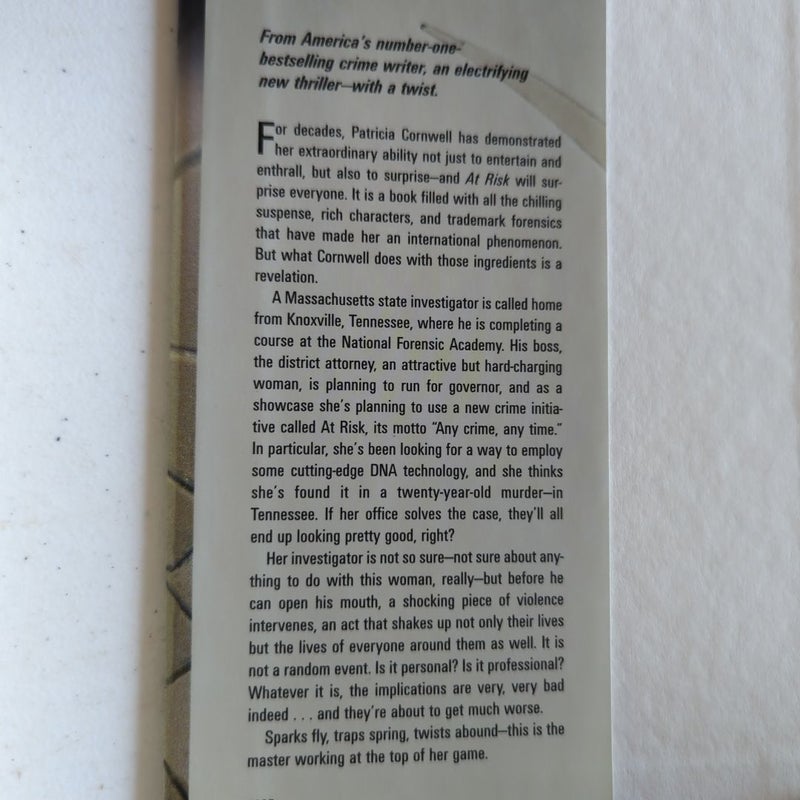 From America's number-one-
bestselling crime writer, an electrifying
new thriller—with a twist.
For decades, Patricia Cornwell has demonstrated
her extraordinary ability not just to entertain and
enthrall, but also to surprise—and At Risk will sur-
prise everyone. It is a book filled with all the chilling
suspense, rich characters, and trademark forensics
that have made her an international phenomenon.
But what Cornwell does with those ingredients is a
revelation.
A Massachusetts state investigator is called home
from Knoxville, Tennessee, where he is completing a
course at the National Forensic Academy. His boss,
the district attorney, an attractive but hard-charging
woman, is planning to run for governor, and as a
showcase she's planning to use a new crime initia-
tive called At Risk, its motto "Any crime, any time."
In particular, she's been looking for a way to employ
some cutting-edge DNA technology, and she thinks
she's found it in a twenty-year-old murder—in
Tennessee. If her office solves the case, they'll all
end up looking pretty good, right?
Her investigator is not so sure—not sure about any-
thing to do with this woman, really—but before he
can open his mouth, a shocking piece of violence
intervenes, an act that shakes up not only their lives
but the lives of everyone around them as well. It is
not a random event. Is it personal? Is it professional?
Whatever it is, the implications are very, very bad
indeed . . . and they're about to get much worse.
Sparks fly, traps spring, twists abound—this is the
master working at the top of her game.